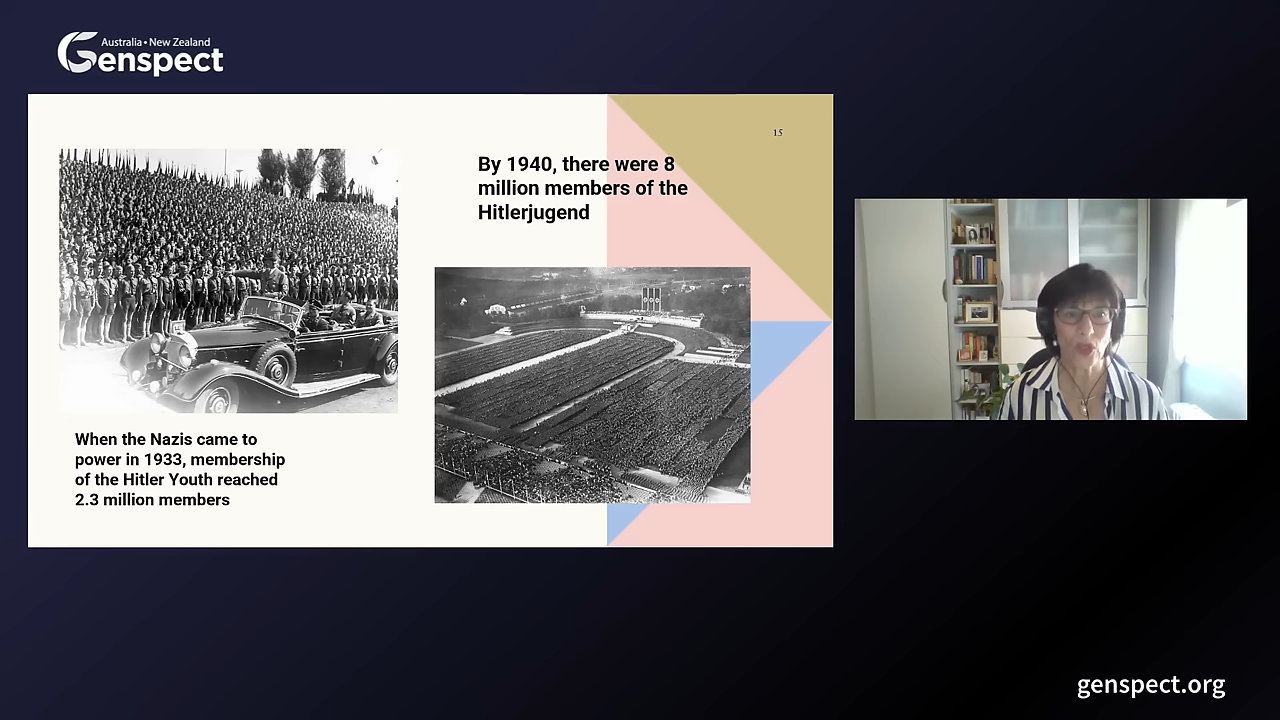 Australia • New Zealand
Genspect
15
By 1940, there were 8
million members of the
Hitlerjugend
When the Nazis came to
power in 1933, membership
of the Hitler Youth reached
2.3 million members
genspect.org